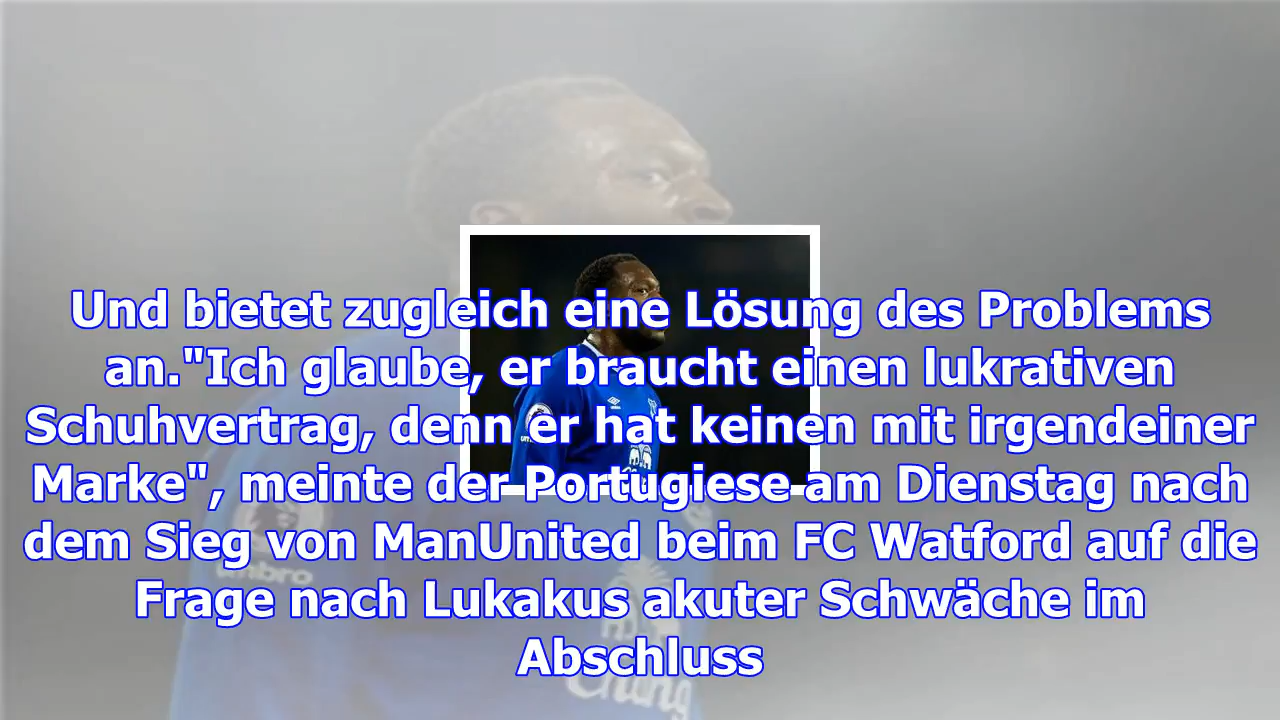 Und bietet zugleich eine Lösung des Problems
an."Ich glaube, er braucht einen lukrativen
Schuhvertrag, denn er hat keinen mit irgendeiner
Marke", meinte der Portugiese am Dienstag nach
dem Sieg von ManUnited beim FC Watford auf die
Frage nach Lukakus akuter Schwäche im
Abschluss
umbro
Chang